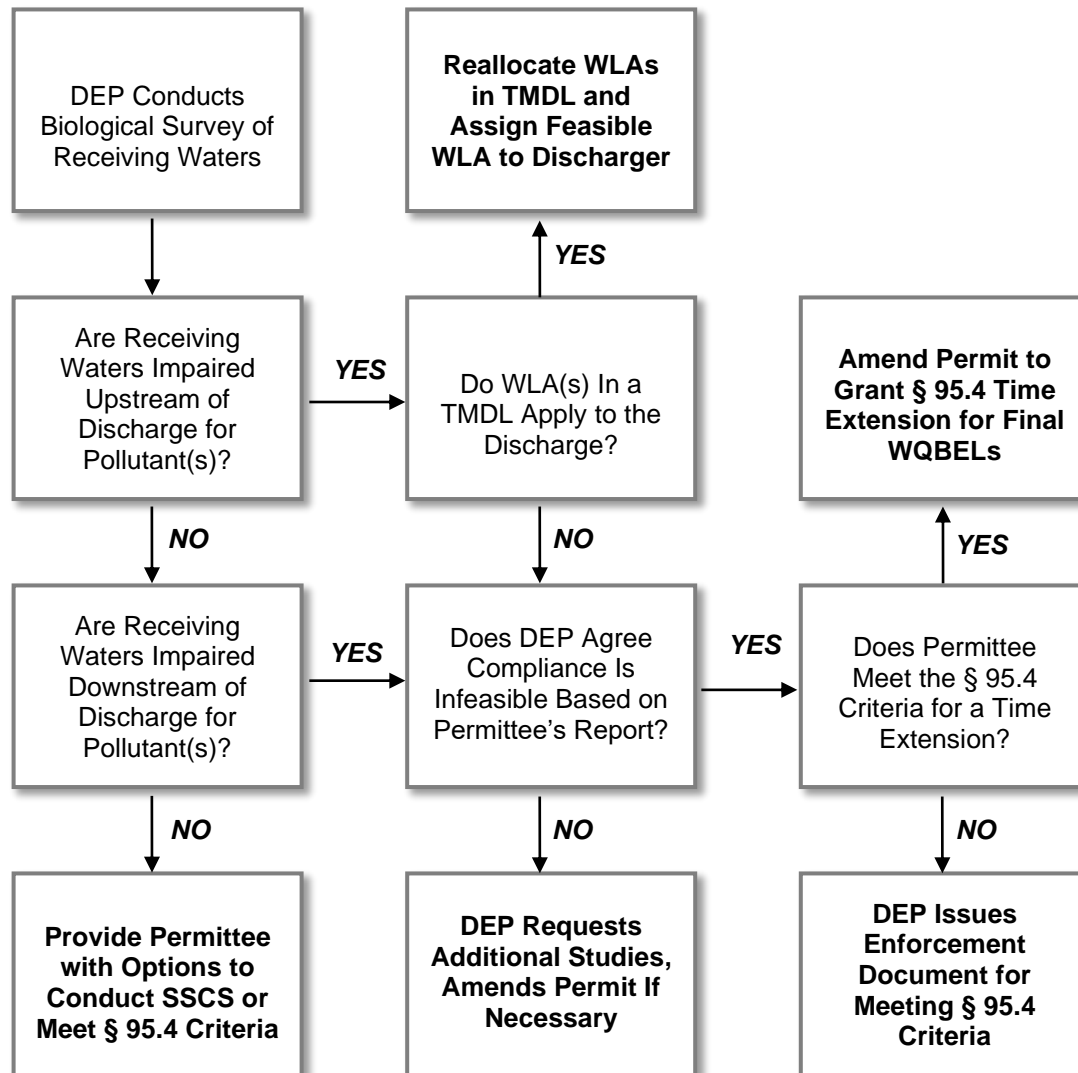 DEP Conducts
Biological Survey of
Receiving Waters
Reallocate WLAs
in TMDL and
Assign Feasible
WLA to Discharger
YES
Are Receiving
Waters Impaired
Upstream of
Discharge for
Pollutant(s)?
YES
Do WLA(s) In a
TMDL Apply to the
Discharge?
Amend Permit to
Grant § 95.4 Time
Extension for Final
WQBELs
NO
NO
YES
Are Receiving
Waters Impaired
Downstream of
Discharge for
Pollutant(s)?
YES
Does DEP Agree
Compliance Is
Infeasible Based on
Permittee’s Report?
YES
Does Permittee
Meet the § 95.4
Criteria for a Time
Extension?
NO
NO
NO
Provide Permittee
with Options to
Conduct SSCS or
Meet § 95.4 Criteria
DEP Requests
Additional Studies,
Amends Permit If
Necessary
DEP Issues
Enforcement
Document for
Meeting § 95.4
Criteria